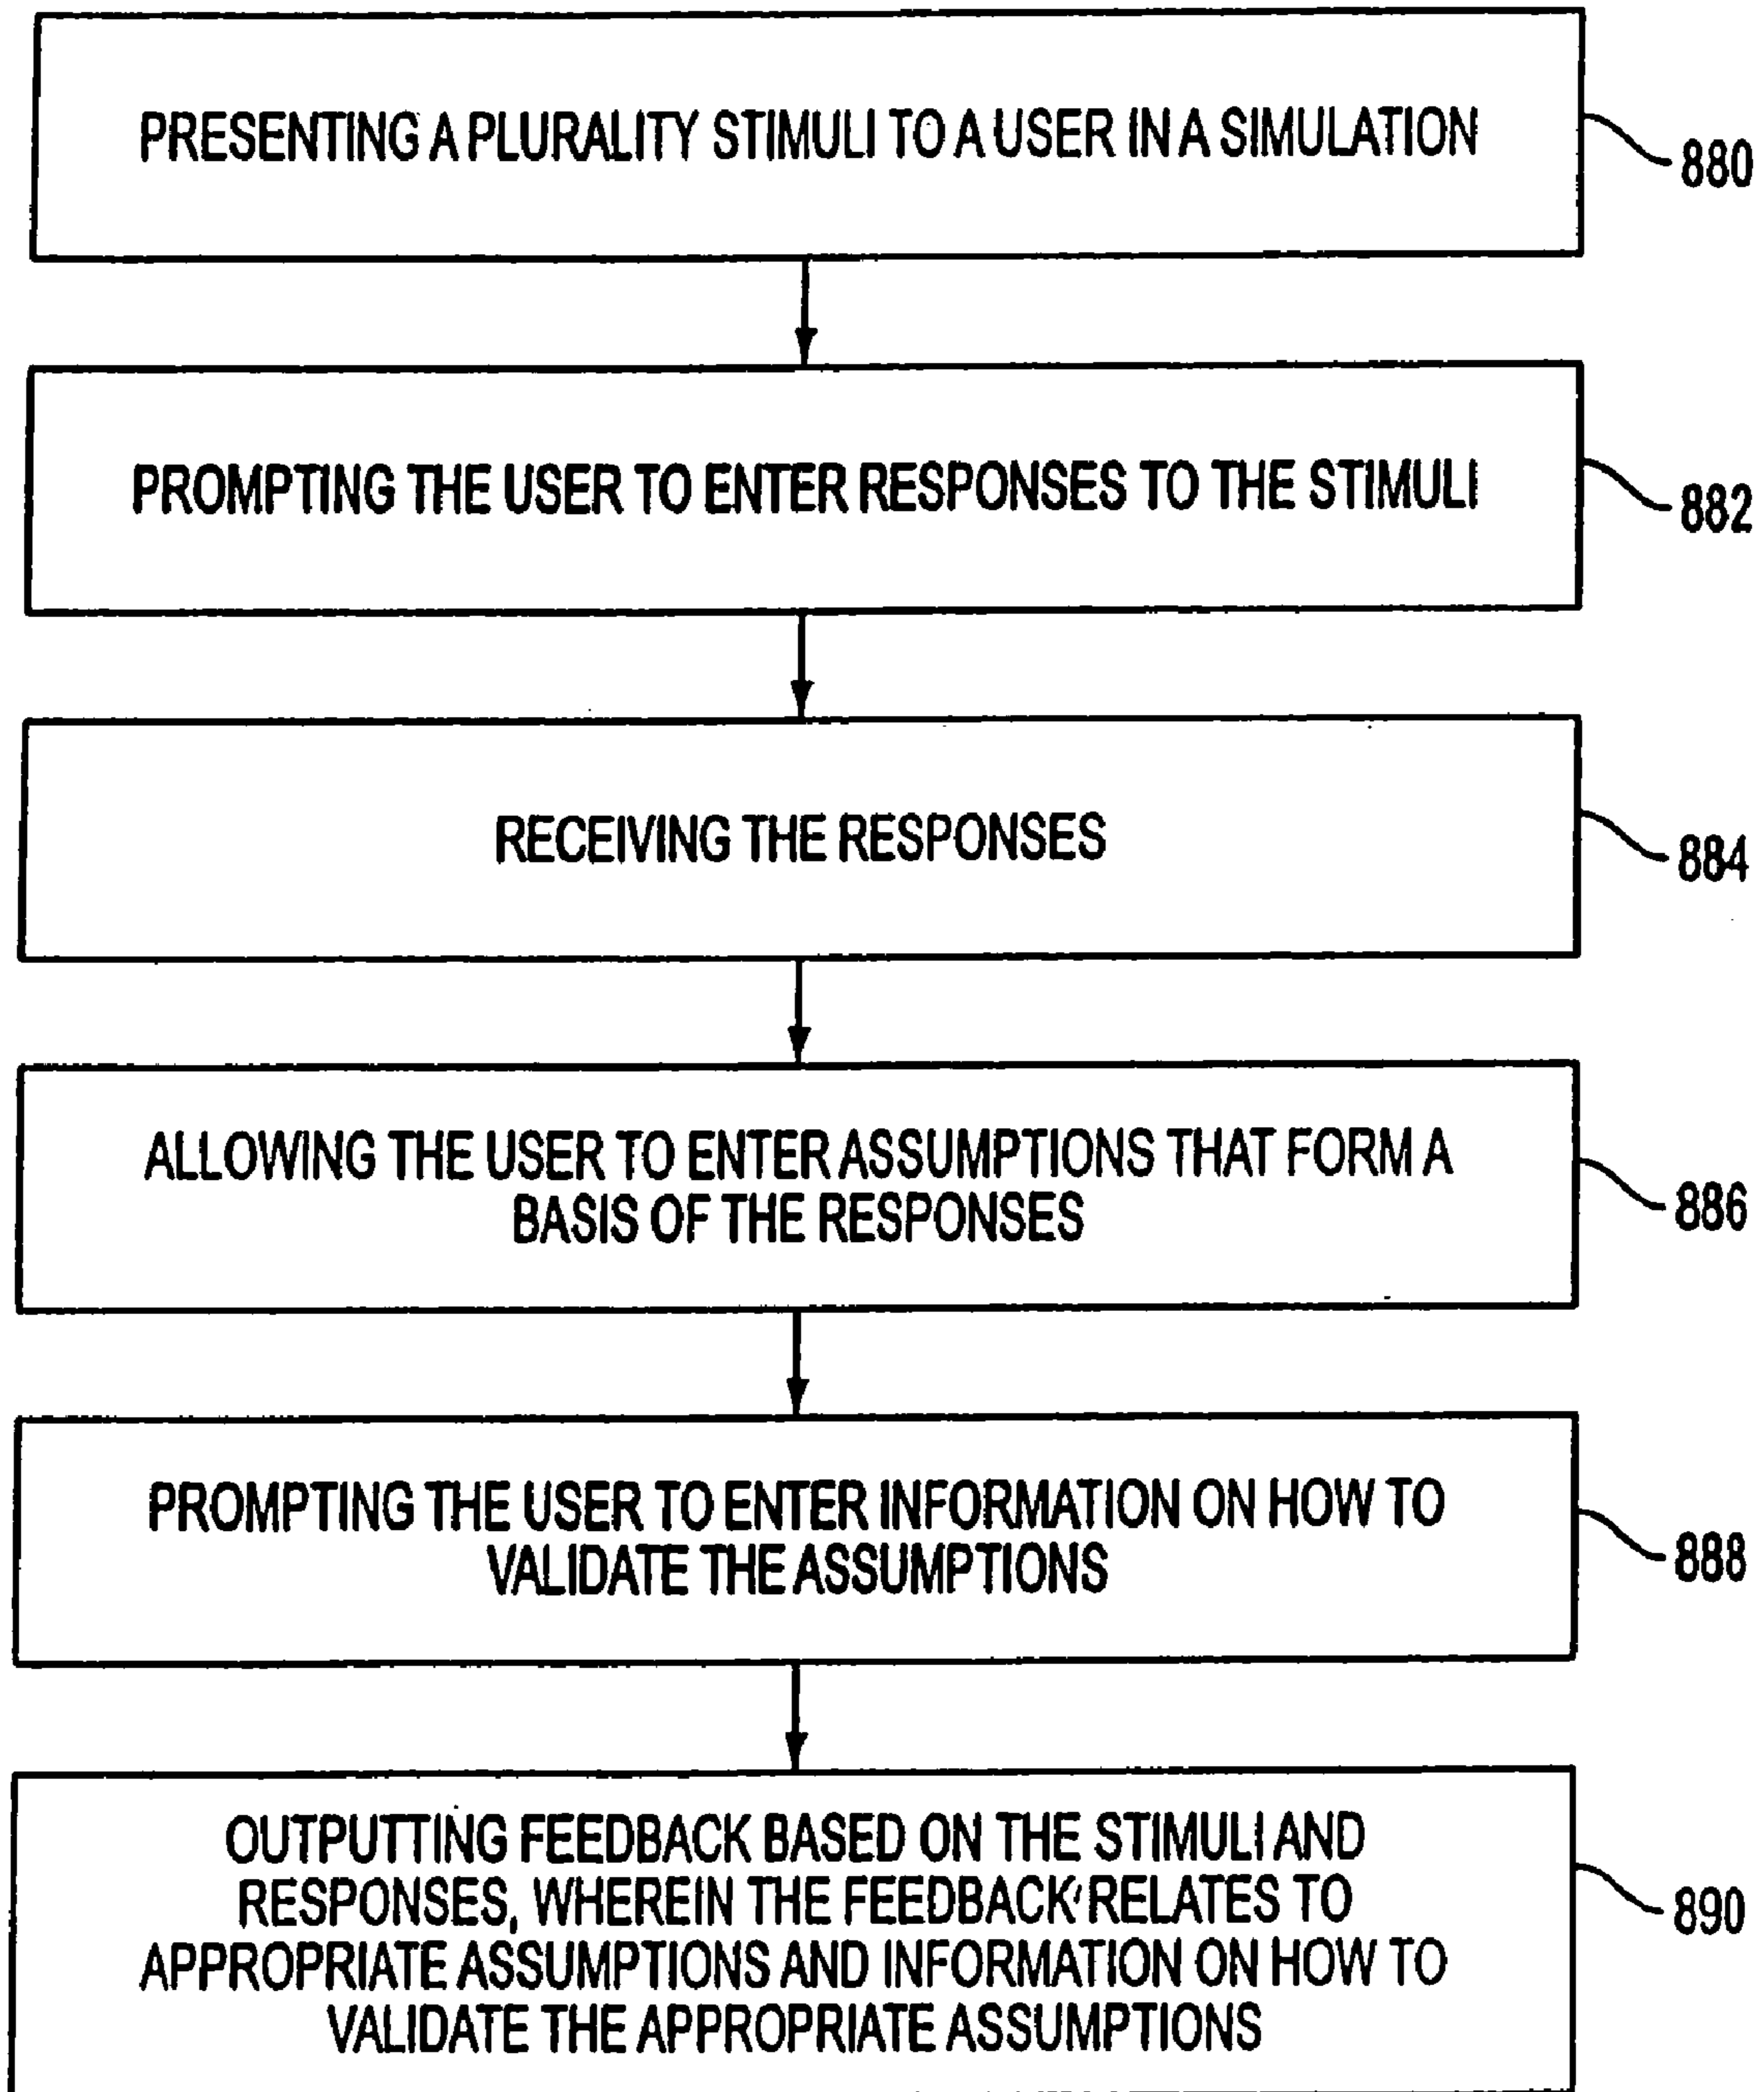 PRESENTING A PLURALITY STIMULI TO A USER IN A SIMULATION
880
PROMPTING THE USER TO ENTER RESPONSES TO THE STIMULI
882
RECEIVING THE RESPONSES
884
ALLOWING THE USER TO ENTER ASSUMPTIONS THAT FORM A
BASIS OF THE RESPONSES
886
PROMPTING THE USER TO ENTER INFORMATION ON HOW TO
VALIDATE THE ASSUMPTIONS
888
OUTPUTTING FEEDBACK BASED ON THE STIMULI AND
RESPONSES, WHEREIN THE FEEDBACK RELATES TO
APPROPRIATE ASSUMPTIONS AND INFORMATION ON HOW TO
VALIDATE THE APPROPRIATE ASSUMPTIONS
890